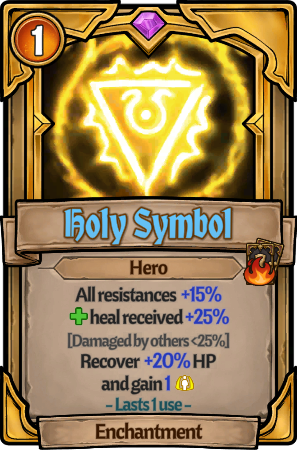 1
Holy Symbol
Hero
All resistances +15%
heal received +25%
[Damaged by others <25%]
Recover +20% HP
and gain 1
- Lasts 1 use -
Enchantment